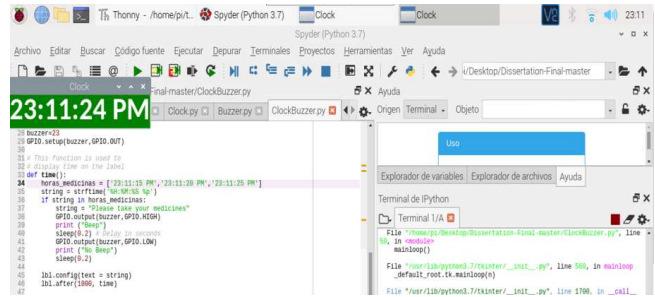 Thonny - /home/pi/t...
Spyder (Python 3.7)
Clock
Clock
V2
23:11
Spyder (Python 3.7)
Archivo Editar Buscar Código fuente Ejecutar Depurar Terminales Proyectos Herramientas Ver Ayuda
i/Desktop/Dissertation-Final-master
Clock
Final-master/ClockBuzzer.py
Ayuda
23:11:24 PM
Clock.py
Buzzer.py
ClockBuzzer.py
Origen Terminal Objeto
28 buzzer=23
29 GPIO.setup(buzzer,GPIO.OUT)
30
31 # This function is used to
32 # display time on the label
33 def time():
34 horas_medicinas = ['23:11:15 PM','23:11:20 PM','23:11:25 PM']
35 string = strftime('%H:%M:%S %p')
36 if string in horas_medicinas:
37 string = "Please take your medicines"
38 GPIO.output(buzzer,GPIO.HIGH)
39 print ("Beep")
40 sleep(0.2) # Delay in seconds
41 GPIO.output(buzzer,GPIO.LOW)
42 print ("No Beep")
43 sleep(0.2)
44
45 lbl.config(text = string)
46 lbl.after(1000, time)
47
Uso
Explorador de variables Explorador de archivos Ayuda
Terminal de IPython
Terminal 1/A
File "/home/pi/Desktop/Dissertation-Final-master/ClockBuzzer.py", line
59, in <module>
mainloop()
File "/usr/lib/python3.7/tkinter/__init__.py", line 560, in mainloop
_default_root.tk.mainloop(n)
File "/usr/lib/python3.7/tkinter/__init__.py", line 1700, in __call__